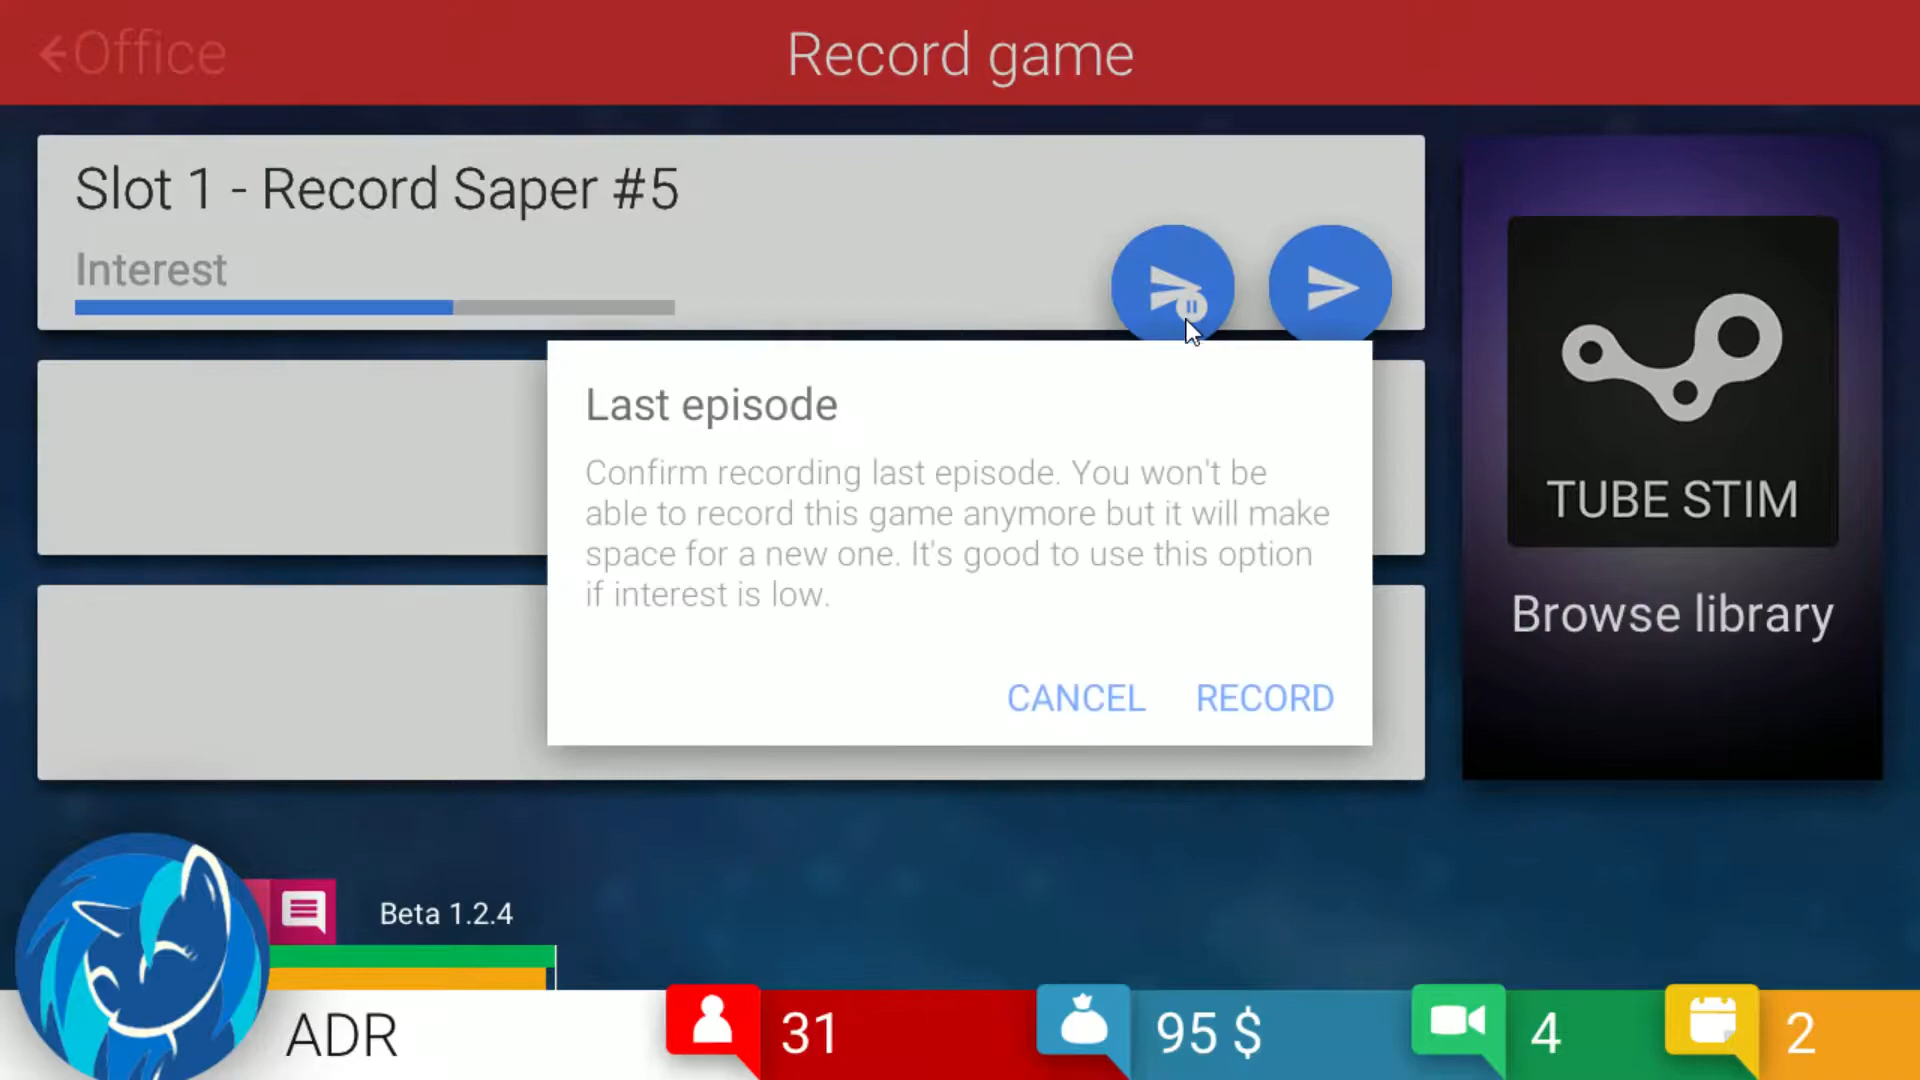 Office
Record game
Slot 1 - Record Saper #5
Interest
Last episode
Confirm recording last episode. You won't be
able to record this game anymore but it will make
space for a new one. It's good to use this option
if interest is low.
CANCEL RECORD
TUBE STIM
Browse library
Beta 1.2.4
ADR
31
95 $
4
2